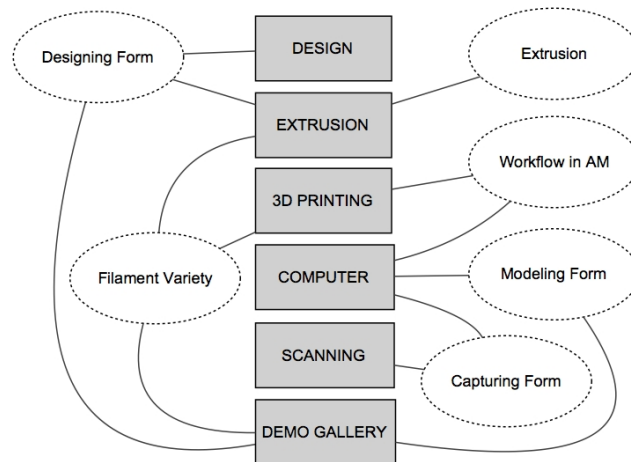 Designing Form
DESIGN
Extrusion
EXTRUSION
Workflow in AM
3D PRINTING
Filament Variety
COMPUTER
Modeling Form
SCANNING
Capturing Form
DEMO GALLERY